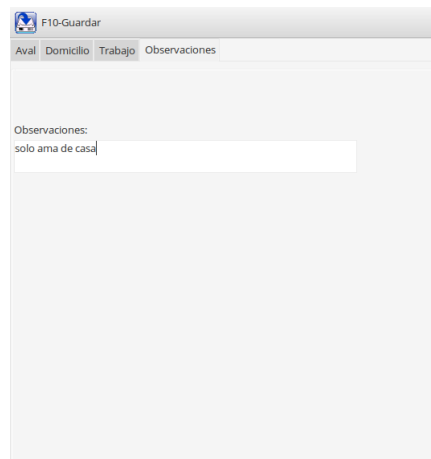 F10-Guardar
Aval Domicilio Trabajo Observaciones
Observaciones:
solo ama de casa